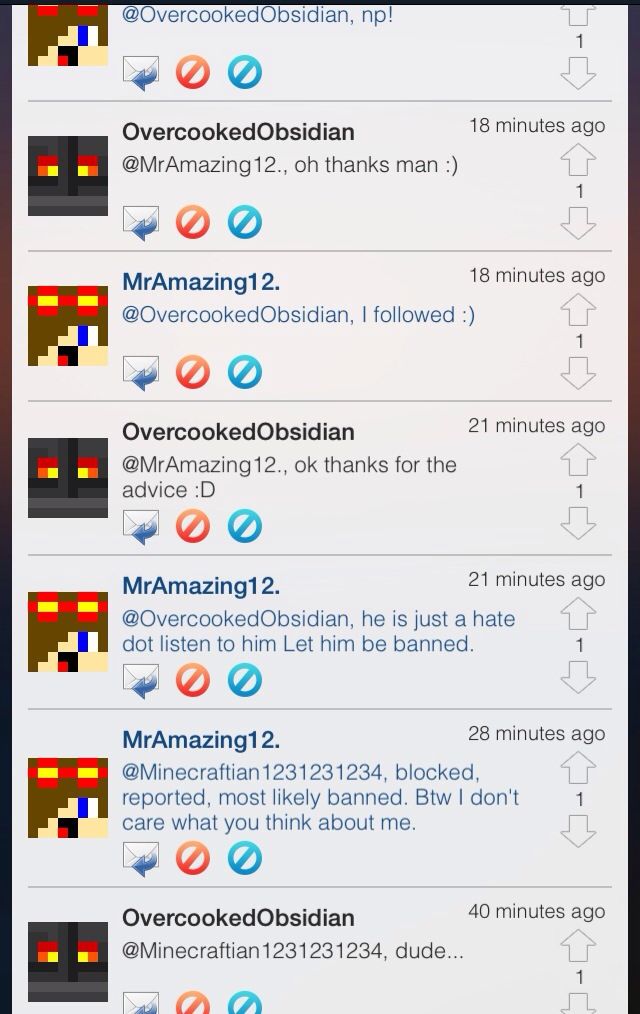 @OvercookedObsidian, np!
1
OvercookedObsidian
18 minutes ago
@MrAmazing12., oh thanks man :)
1
MrAmazing12.
18 minutes ago
@OvercookedObsidian, I followed :)
1
OvercookedObsidian
21 minutes ago
@MrAmazing12., ok thanks for the
advice :D
1
MrAmazing12.
21 minutes ago
@OvercookedObsidian, he is just a hate
dot listen to him Let him be banned.
1
MrAmazing12.
28 minutes ago
@Minecraftian1231231234, blocked,
reported, most likely banned. Btw I don't
care what you think about me.
1
OvercookedObsidian
40 minutes ago
@Minecraftian1231231234, dude...
1